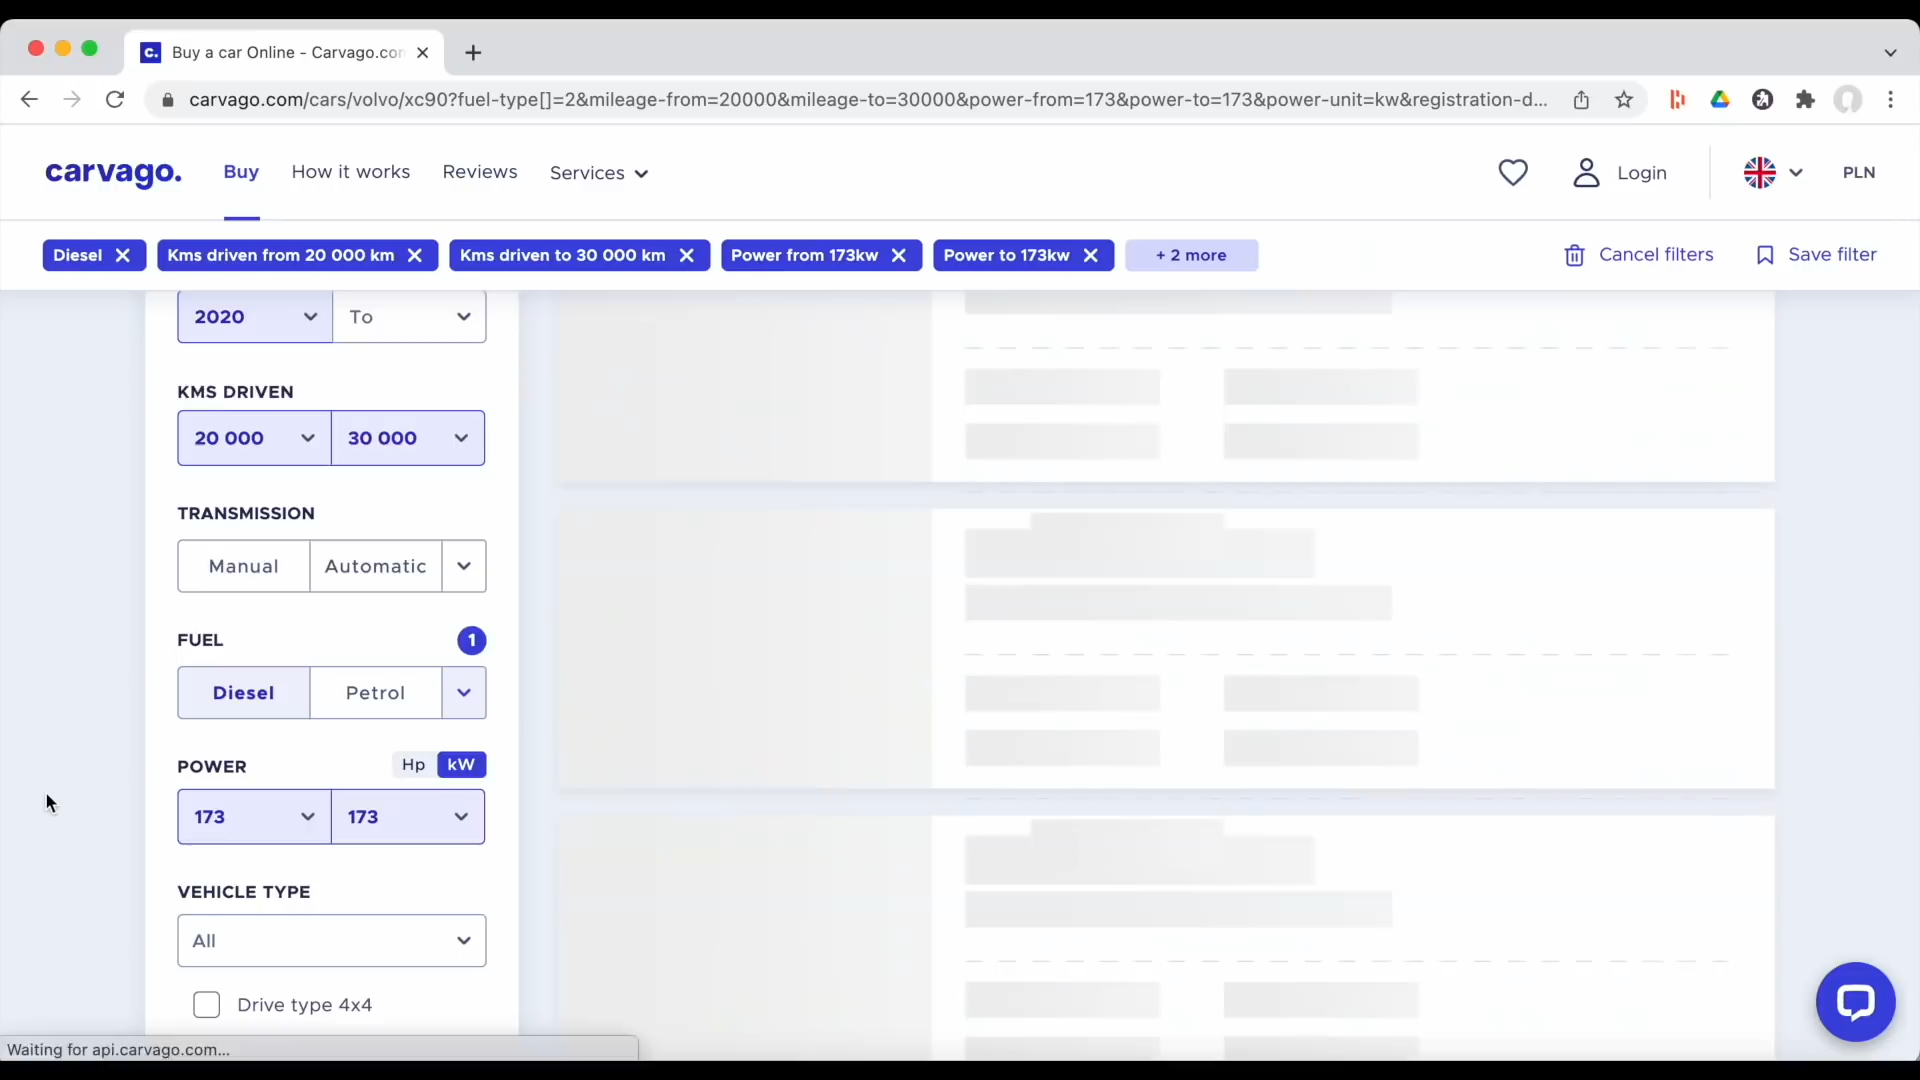 c. Buy a car Online - Carvago.co
carvago.com/cars/volvo/xc90?fuel-type[]=2&mileage-from=20000&mileage-to=30000&power-from=173&power-to=173&power-unit=kw&registration-d...
carvago. Buy How it works Reviews Services Login PLN
Diesel Kms driven from 20 000 km Kms driven to 30 000 km Power from 173kw Power to 173kw + 2 more Cancel filters Save filter
2020 To
KMS DRIVEN
20 000 30 000
TRANSMISSION
Manual Automatic
FUEL 1
Diesel Petrol
POWER Hp kW
173 173
VEHICLE TYPE
All
Drive type 4x4
Waiting for api.carvago.com...